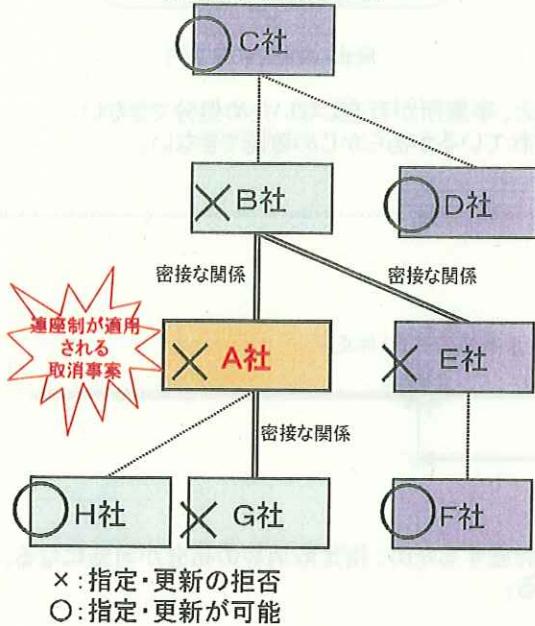 C社
B社
D社
密接な関係
密接な関係
連座制が適用
される
取消事案
A社
E社
密接な関係
H社
G社
F社
×:指定・更新の拒否
○:指定・更新が可能